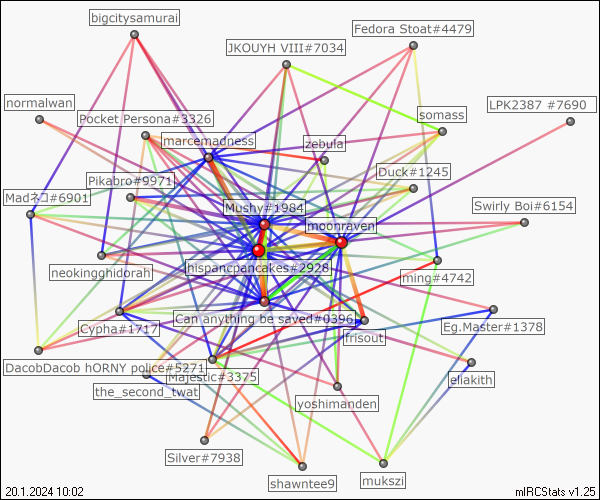 bigcitysamurai
Fedora Stoat#4479
JKOUYH VIII#7034
normalwan
LPK2387 #7690
Pocket Persona#3326
somass
marcemadness
zebula
Duck#1245
Pikabro#9971
Madネコ#6901
Mushy#1984
Swirly Boi#6154
moonraven
neokingghidorah
hispancpancakes#2928
ming#4742
Can anything be saved#0396
Cypha#1717
Eg.Master#1378
frisout
DacobDacob hORNY police#5271
Majestic#3375
eliakith
the_second_twat
yoshimanden
Silver#7938
shawntee9
mukszi
20.1.2024 10:02
mIRCStats v1.25